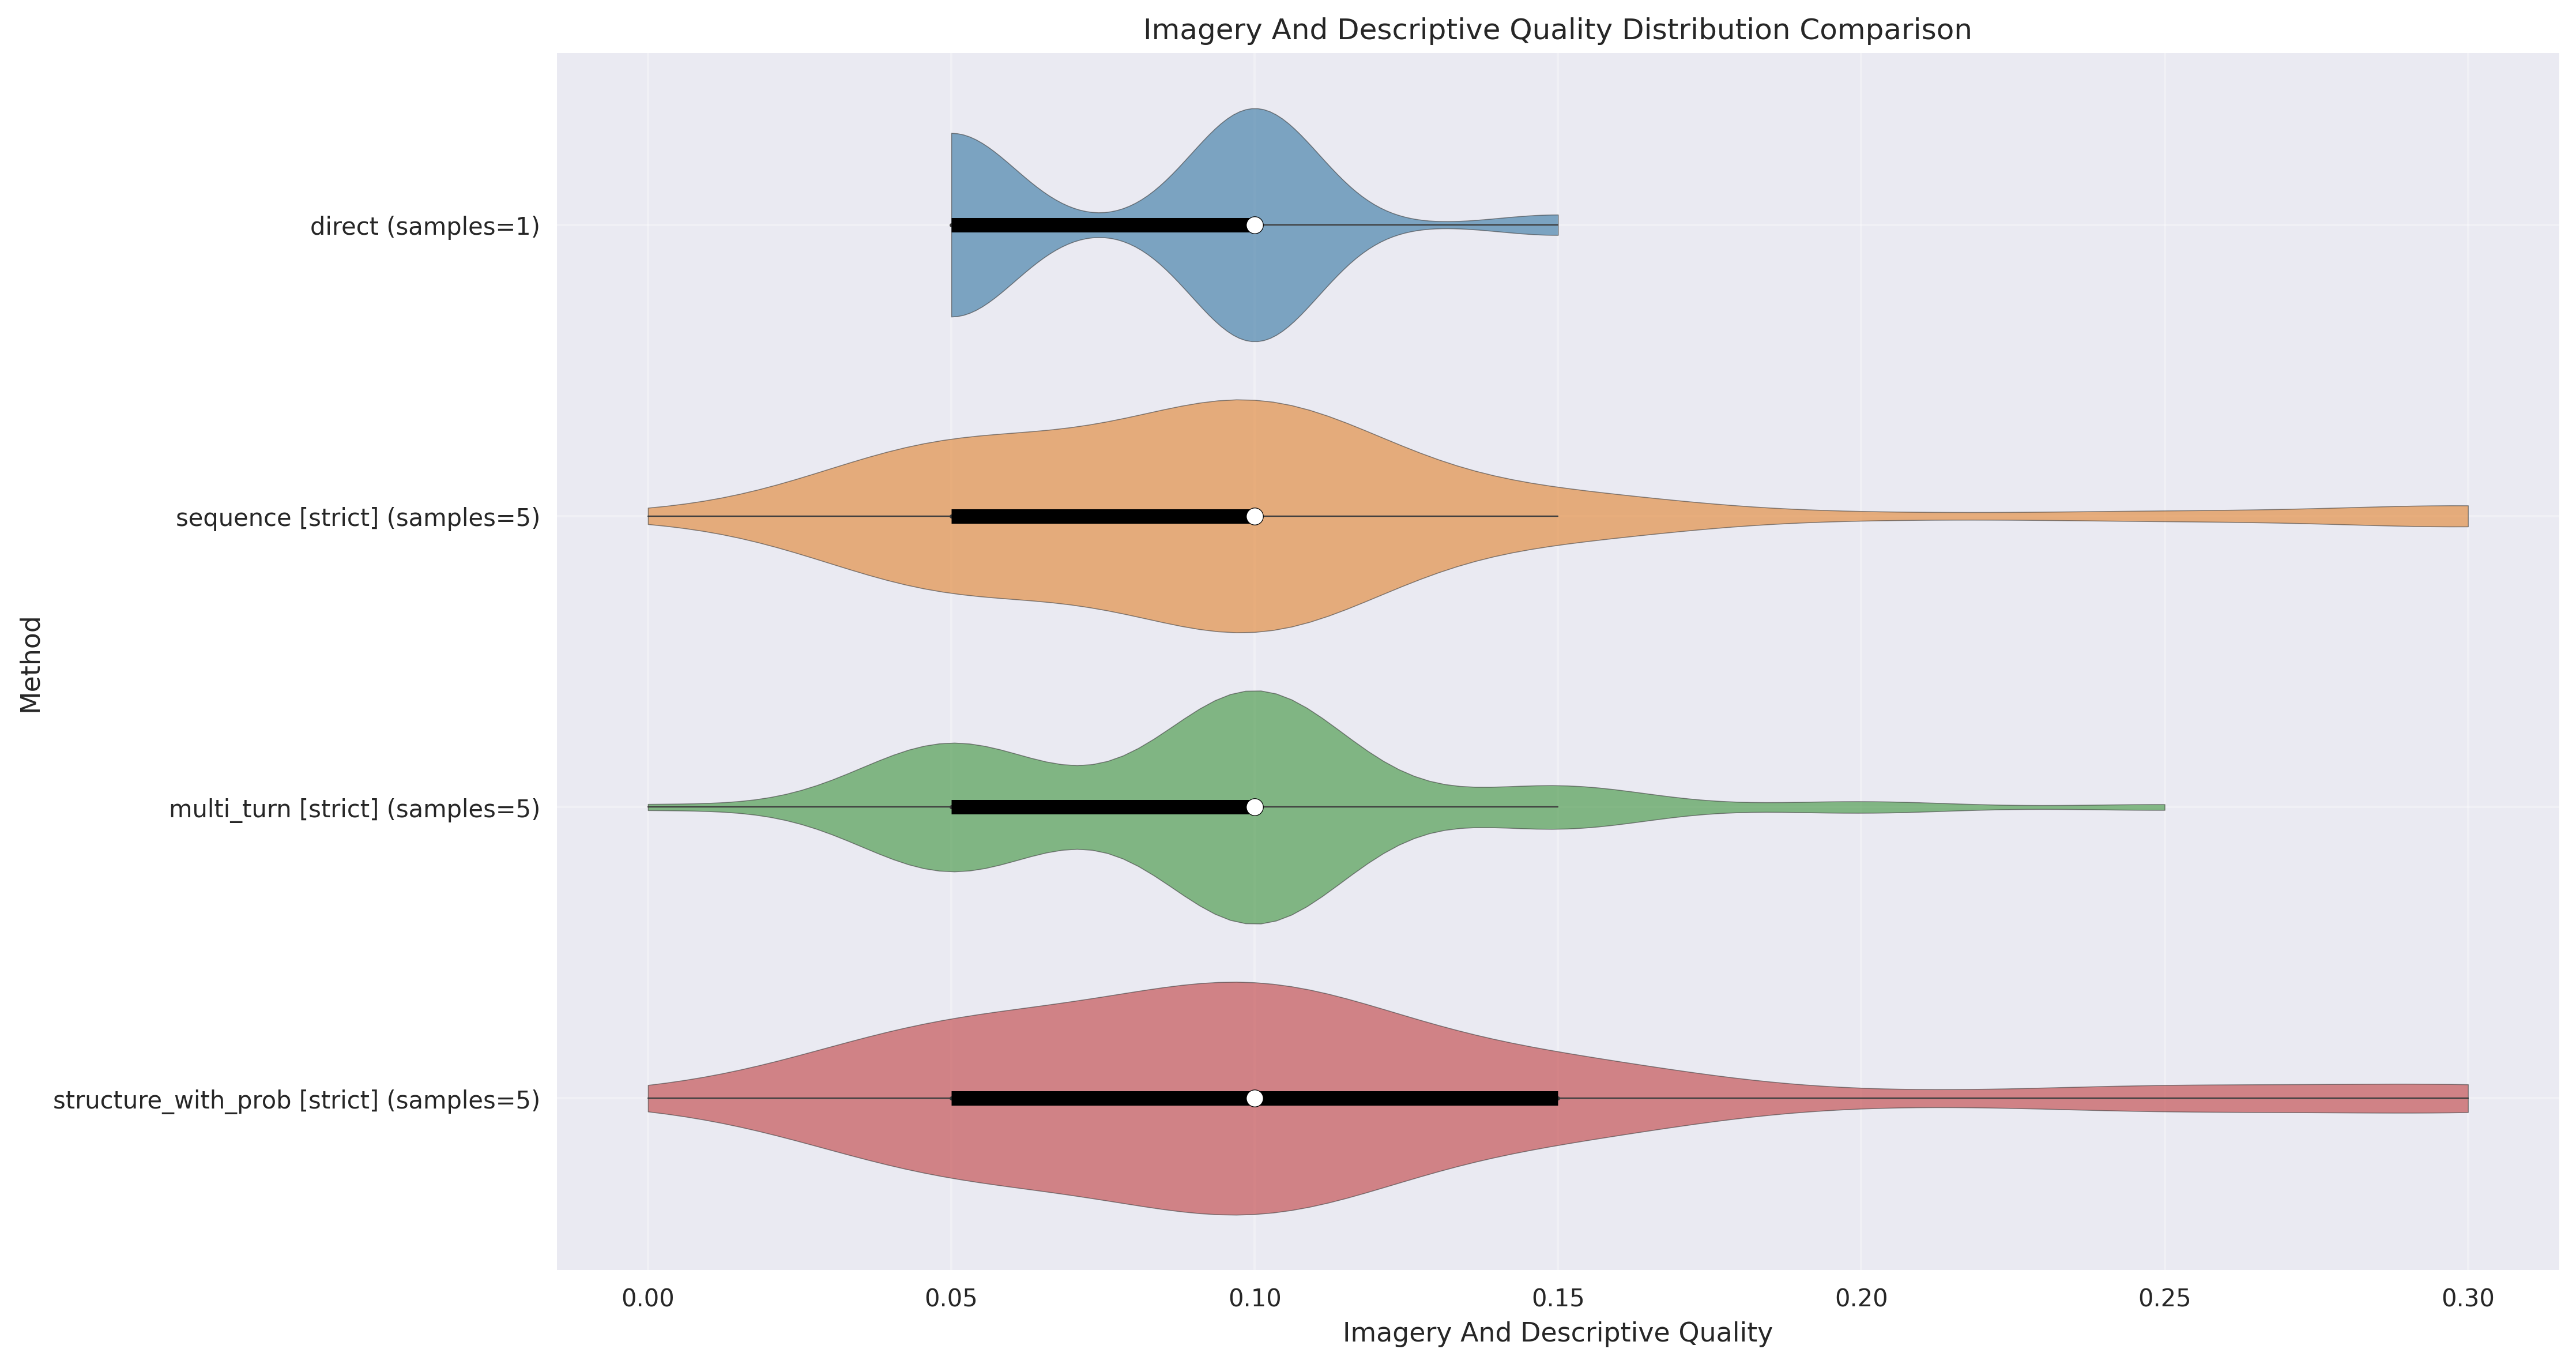 Imagery And Descriptive Quality Distribution Comparison
direct (samples=1)
sequence [strict] (samples=5)
multi_turn [strict] (samples=5)
structure_with_prob [strict] (samples=5)
Method
0.00 0.05 0.10 0.15 0.20 0.25 0.30
Imagery And Descriptive Quality